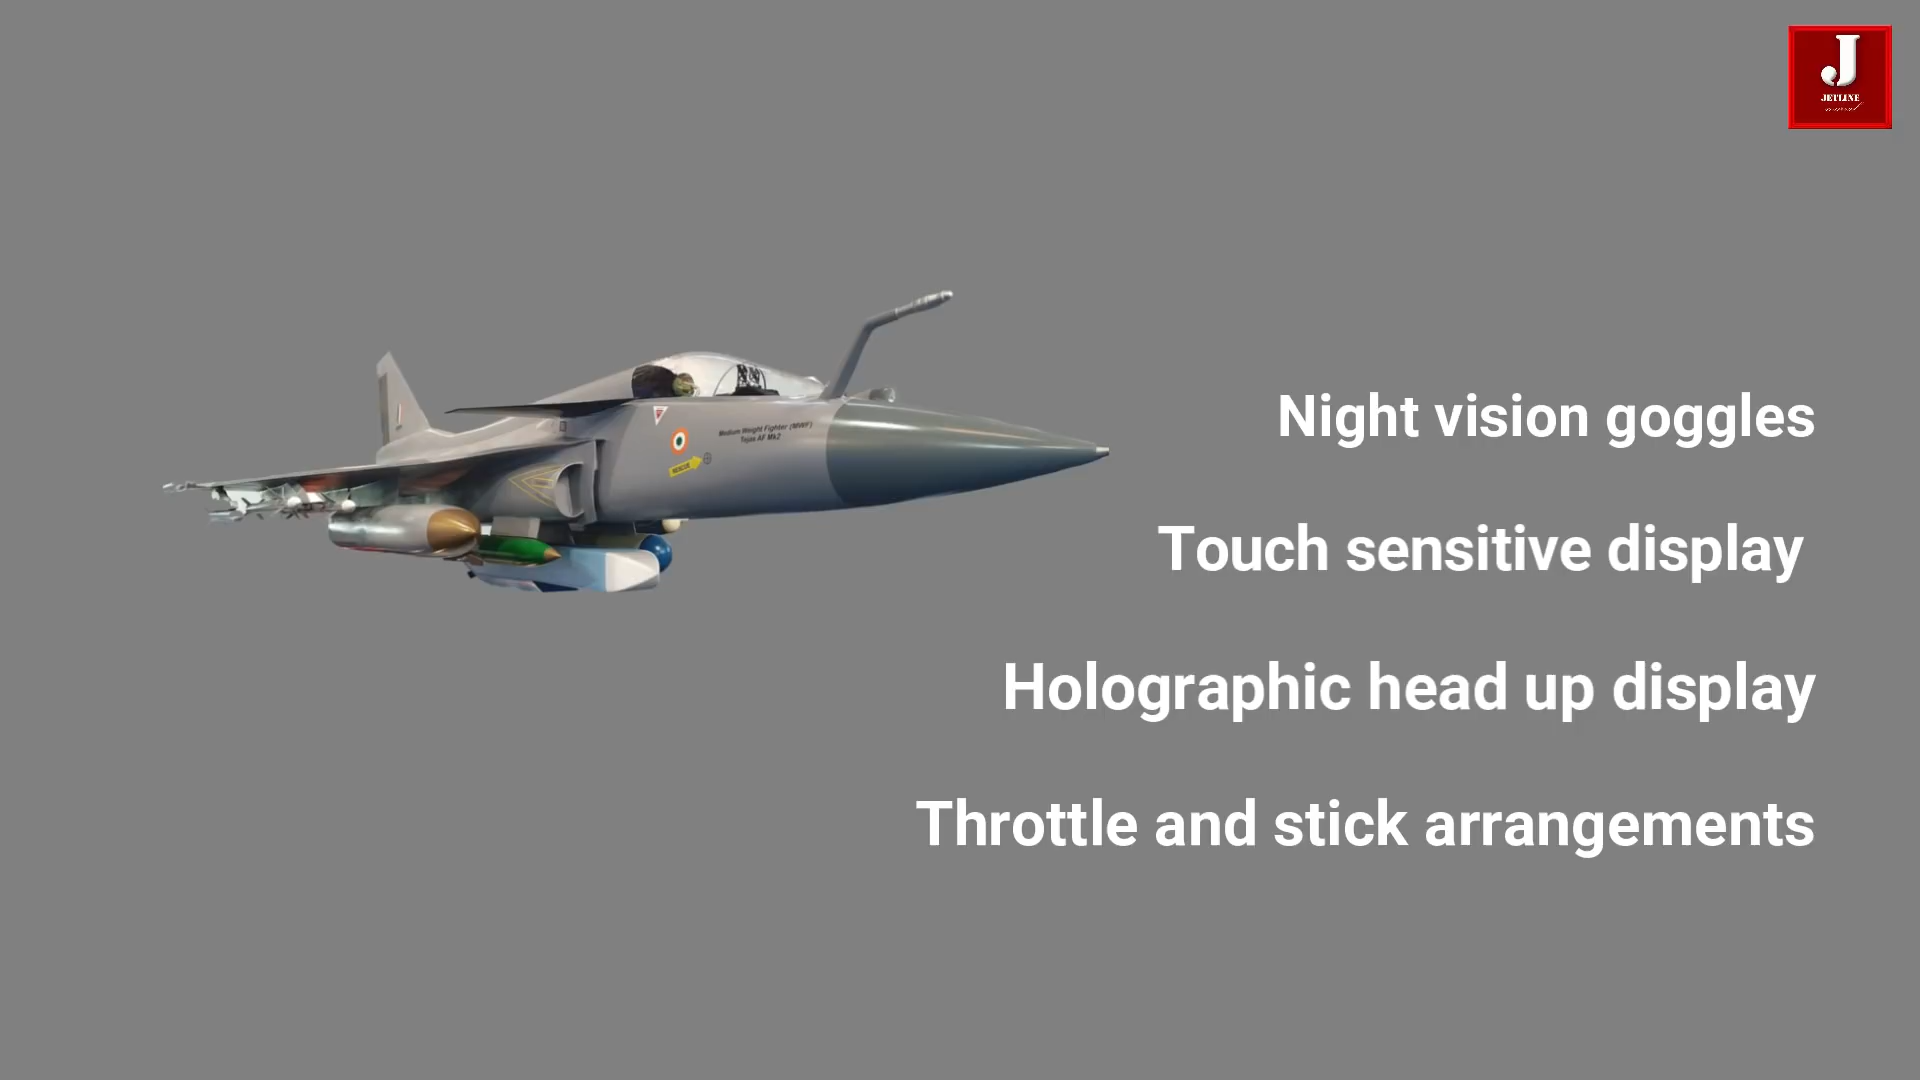 J
JETLINE
Medium Weight Fighter (MWF)
Tejas AF Mk2
RESCUE
Night vision goggles
Touch sensitive display
Holographic head up display
Throttle and stick arrangements